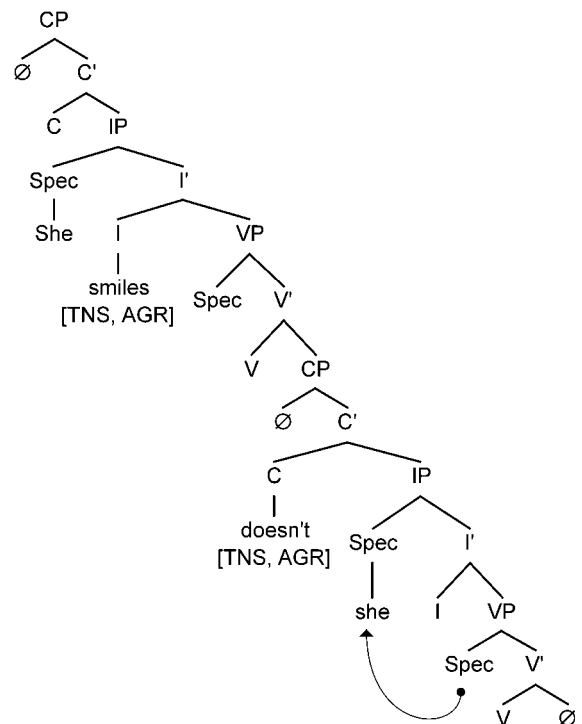 CP
∅ C'
C IP
Spec I'
She I VP
smiles Spec V'
[TNS, AGR]
V CP
∅ C'
C IP
doesn't Spec I'
[TNS, AGR]
she I VP
Spec V'
V ∅